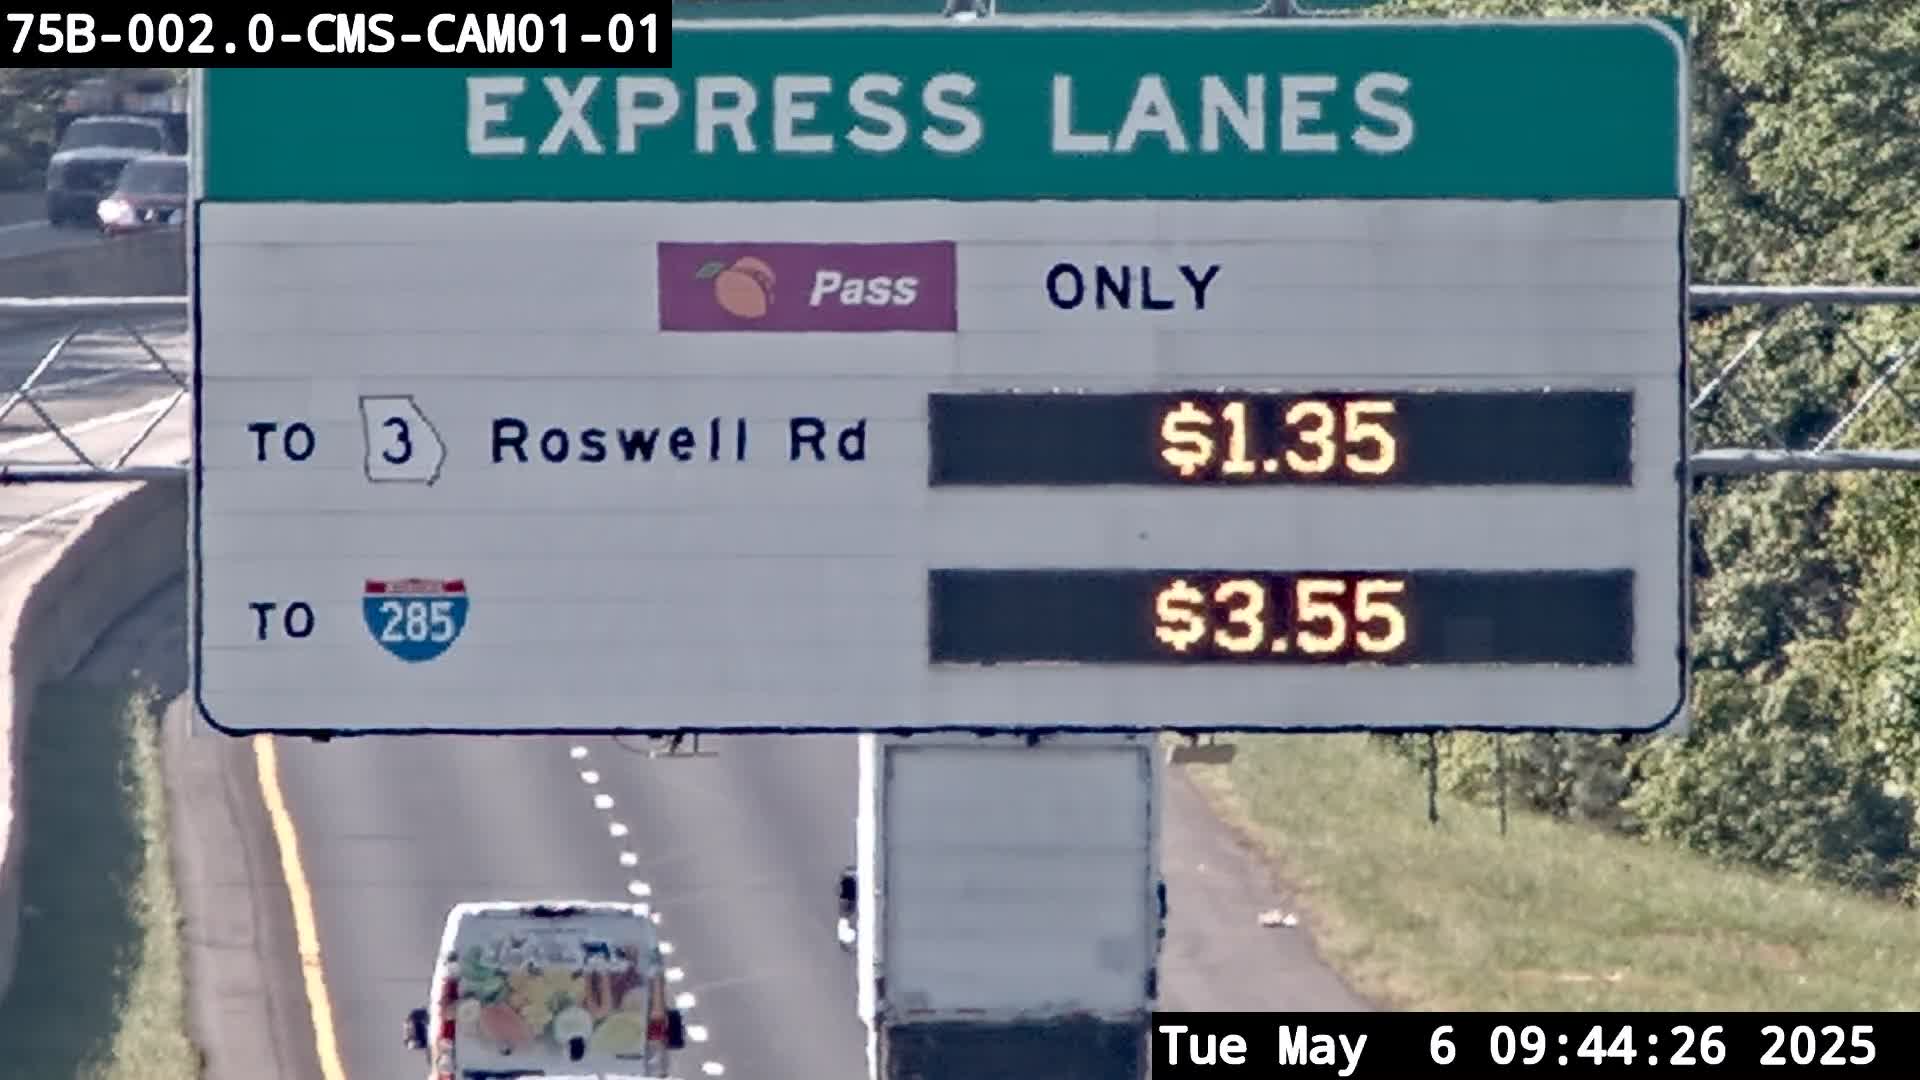 75B-002.0-CMS-CAM01-01
EXPRESS LANES
Pass ONLY
TO 3 Roswell Rd $1.35
TO 285 $3.55
Tue May 6 09:44:26 2025